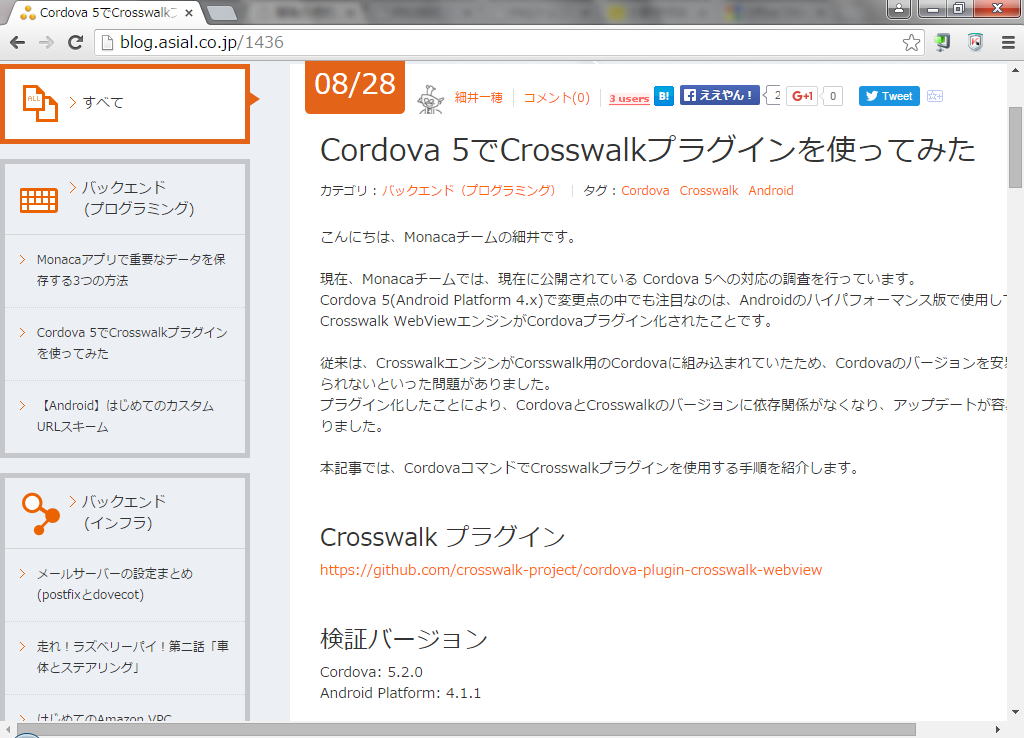 Cordova 5でCrosswalkプ
blog.asial.co.jp/1436
ALL
すべて
バックエンド
(プログラミング)
Monacaアプリで重要なデータを保
存する3つの方法
Cordova 5でCrosswalkプラグイン
を使ってみた
【Android】はじめてのカスタム
URLスキーム
バックエンド
(インフラ)
メールサーバーの設定まとめ
(postfixとdovecot)
走れ！ラズベリーパイ！第二話「車
体とステアリング」
はじめてのAmazon VPC
08/28
細井一穂
コメント(0)
3 users
B!
ええやん！
2
G+1
0
Tweet
Cordova 5でCrosswalkプラグインを使ってみた
カテゴリ：バックエンド（プログラミング）
タグ：Cordova Crosswalk Android
こんにちは、Monacaチームの細井です。
現在、Monacaチームでは、現在に公開されている Cordova 5への対応の調査を行っています。
Cordova 5(Android Platform 4.x)で変更点の中でも注目なのは、Androidのハイパフォーマンス版で使用して
Crosswalk WebViewエンジンがCordovaプラグイン化されたことです。
従来は、CrosswalkエンジンがCorsswalk用のCordovaに組み込まれていたため、Cordovaのバージョンを安易
られないといった問題がありました。
プラグイン化したことにより、CordovaとCrosswalkのバージョンに依存関係がなくなり、アップデートが容
りました。
本記事では、CordovaコマンドでCrosswalkプラグインを使用する手順を紹介します。
Crosswalk プラグイン
https://github.com/crosswalk-project/cordova-plugin-crosswalk-webview
検証バージョン
Cordova: 5.2.0
Android Platform: 4.1.1